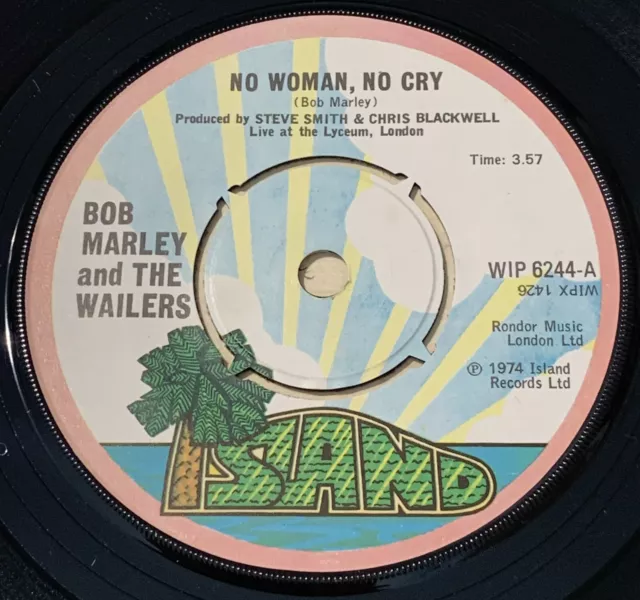 NO WOMAN, NO CRY
(Bob Marley)
Produced by STEVE SMITH & CHRIS BLACKWELL
Live at the Lyceum, London
Time: 3.57
BOB
MARLEY
and THE
WAILERS
WIP 6244-A
WIPX 1426
Rondor Music
London Ltd
℗ 1974 Island
Records Ltd
ISLAND